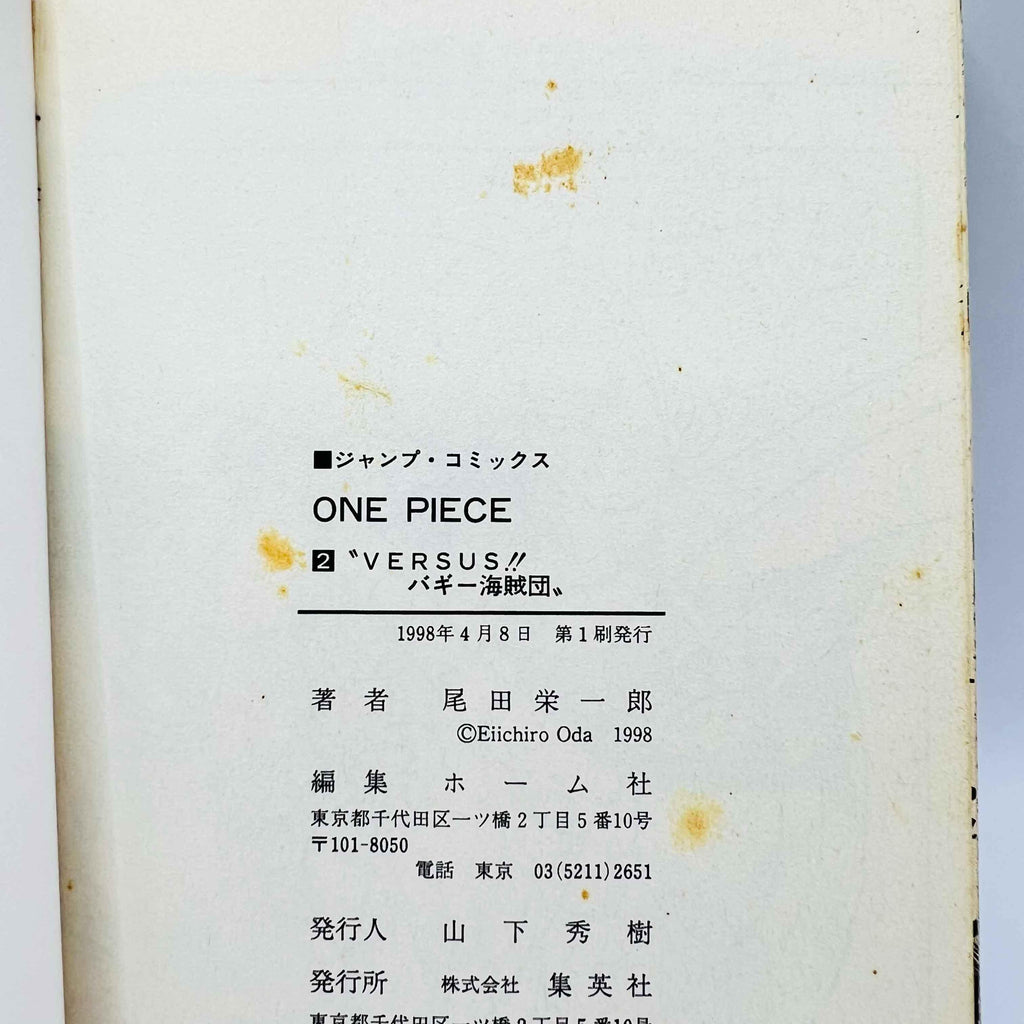 ■ジャンプ・コミックス
ONE PIECE
2 〝VERSUS!!
バギー海賊団〟
1998年4月8日 第1刷発行
著者 尾田栄一郎
©Eiichiro Oda 1998
編集 ホーム社
東京都千代田区一ツ橋2丁目5番10号
〒101-8050
電話 東京 03(5211)2651
発行人 山下秀樹
発行所 株式会社 集英社